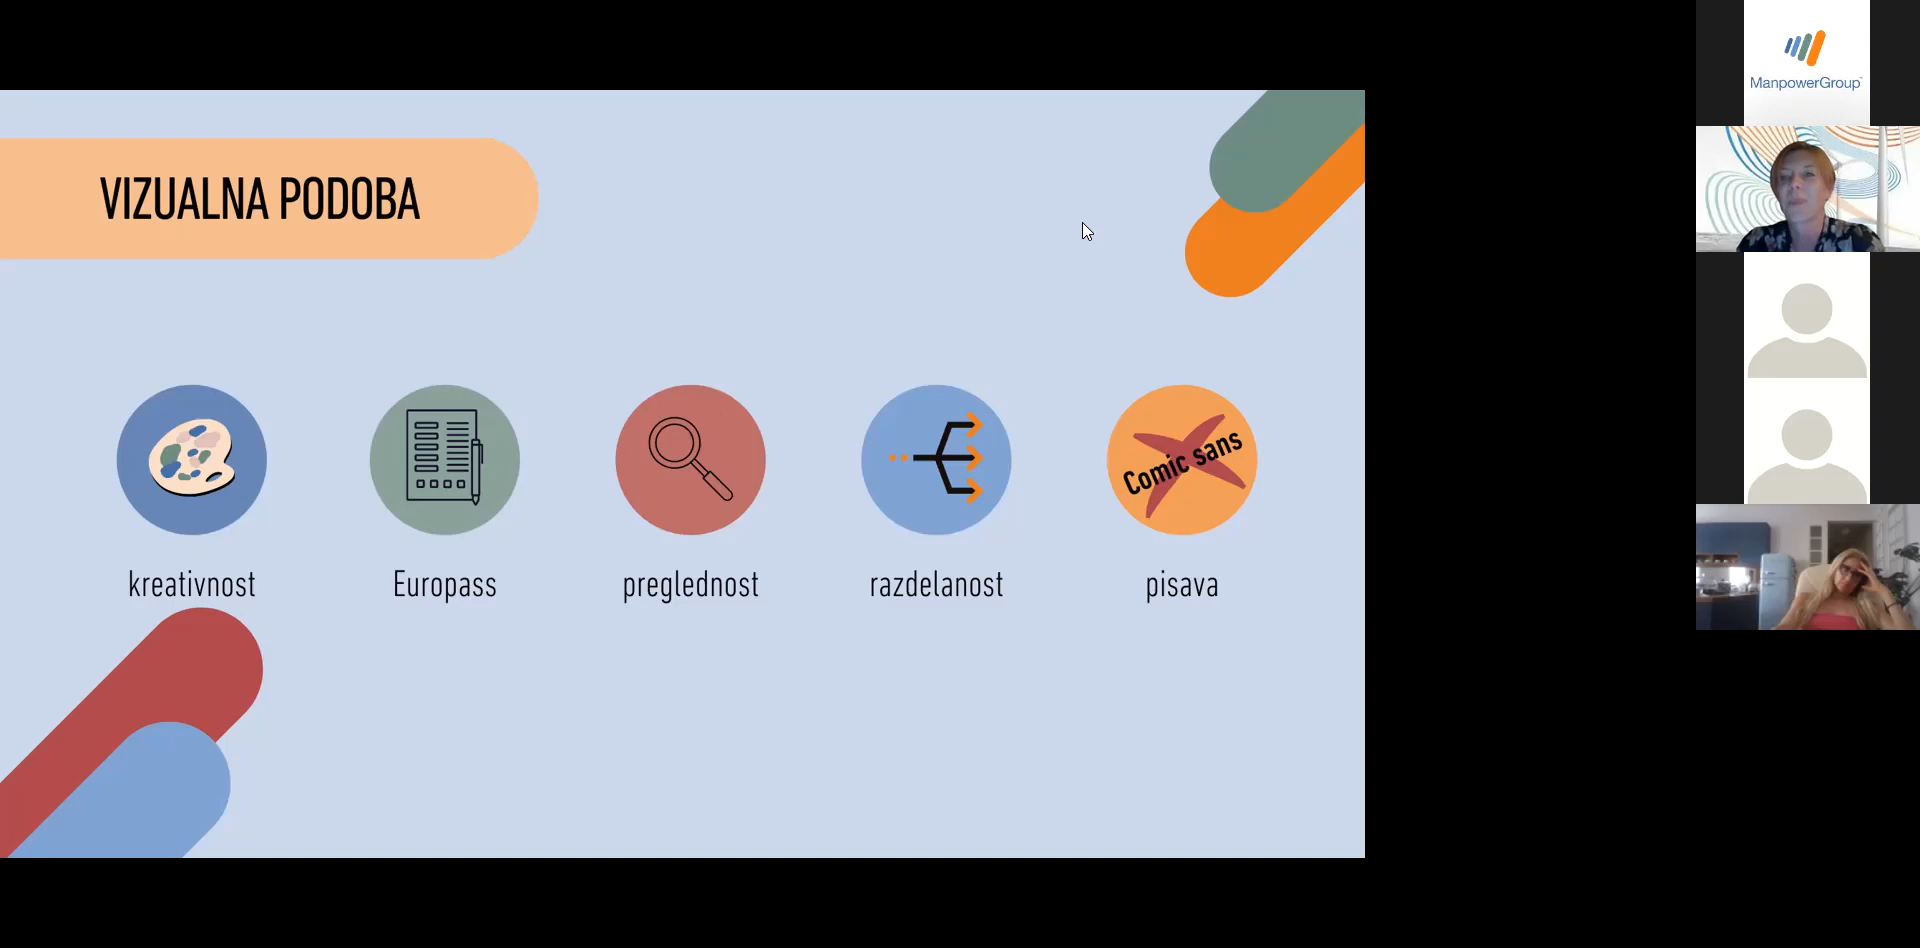 VIZUALNA PODOBA
Comic sans
kreativnost
Europass
preglednost
razdelanost
pisava
ManpowerGroup